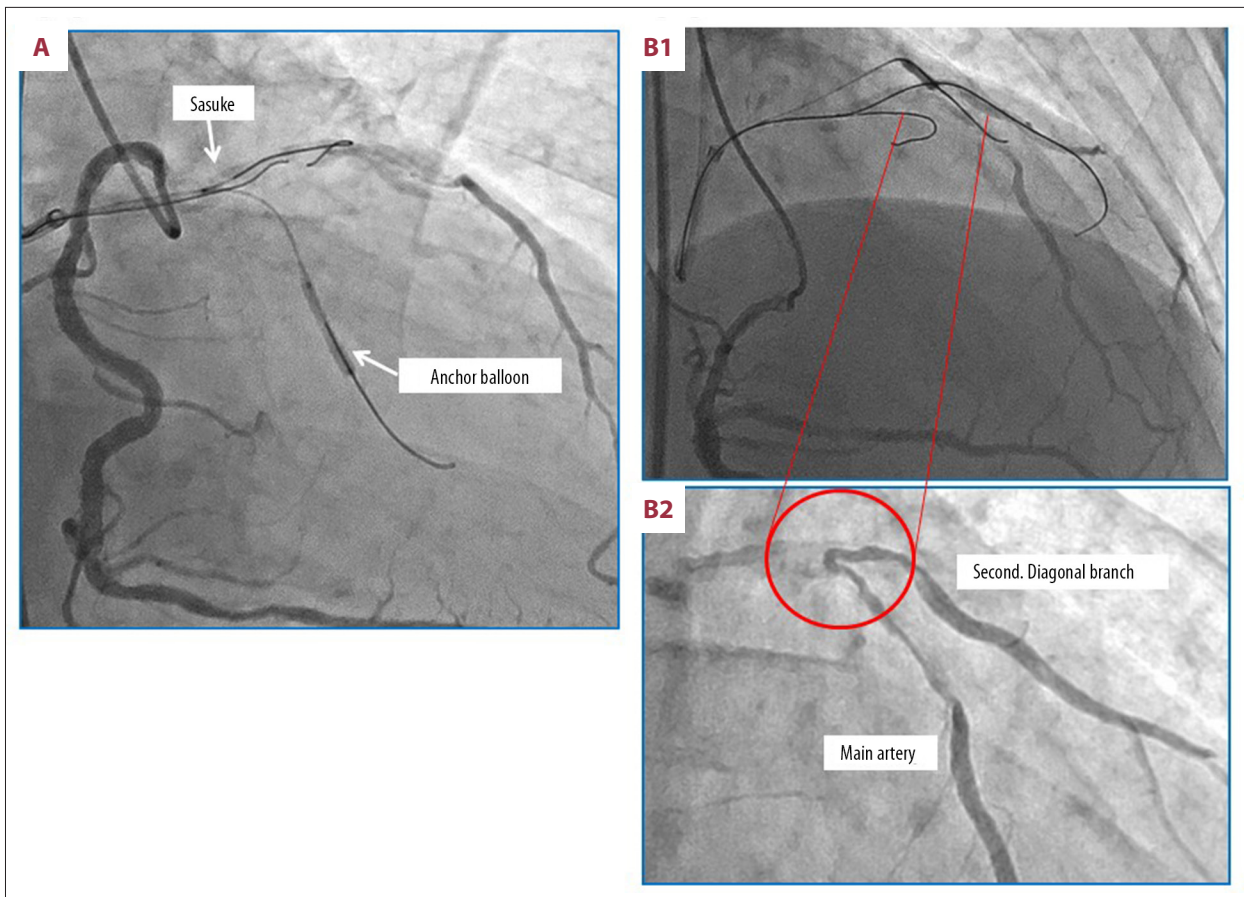 A
Sasuke
Anchor balloon
B1
B2
Second. Diagonal branch
Main artery